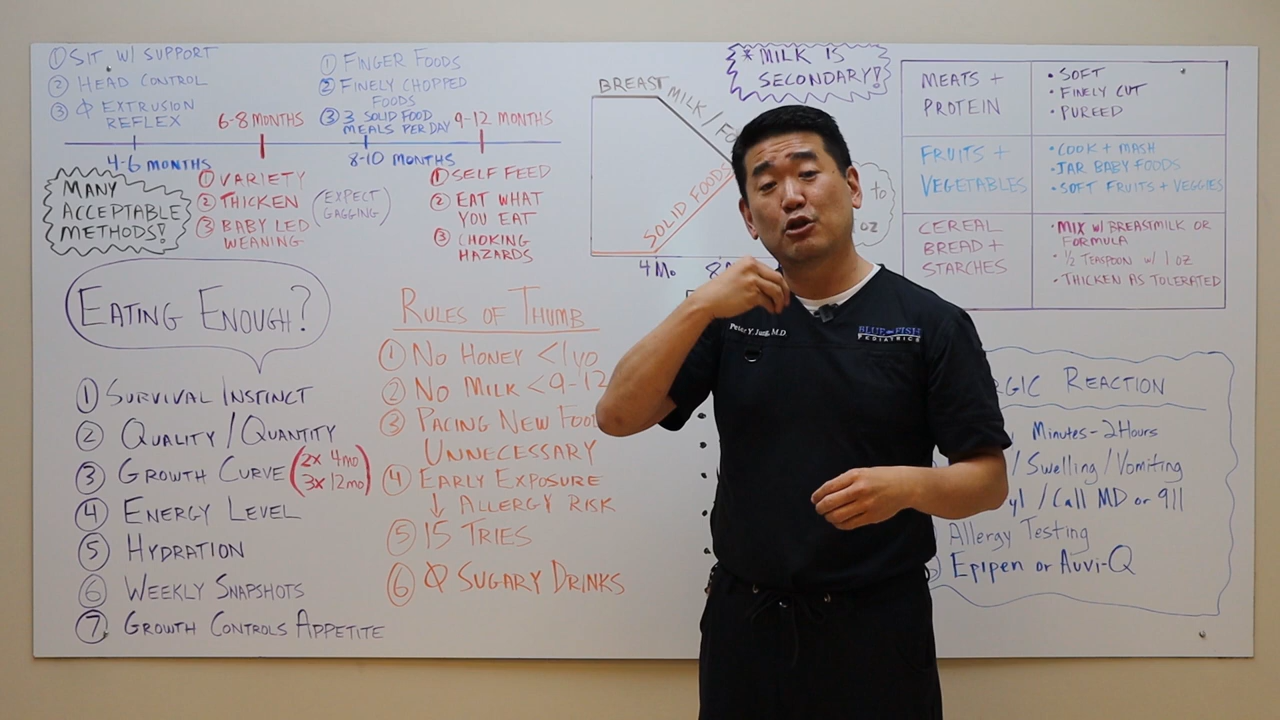 ① SIT W/ SUPPORT
② HEAD CONTROL
③ Ф EXTRUSION
REFLEX
4-6 MONTHS
6-8 MONTHS
① VARIETY
② THICKEN
③ BABY LED
WEANING
(EXPECT
GAGGING)
① FINGER FOODS
② FINELY CHOPPED
FOODS
③ 3 SOLID FOOD
MEALS PER DAY
8-10 MONTHS
9-12 MONTHS
① SELF FEED
② EAT WHAT
YOU EAT
③ CHOKING
HAZARDS
MANY
ACCEPTABLE
METHODS!
* MILK IS
SECONDARY!
BREAST MILK /
SOLID FOODS
4 MO
to
OZ
MEATS +
PROTEIN
• SOFT
• FINELY CUT
• PUREED
FRUITS +
VEGETABLES
• COOK + MASH
• JAR BABY FOODS
• SOFT FRUITS + VEGGIES
CEREAL
BREAD +
STARCHES
• MIX W/ BREASTMILK OR
FORMULA
• ½ TEASPOON W/ 1 OZ
• THICKEN AS TOLERATED
EATING ENOUGH?
① SURVIVAL INSTINCT
② QUALITY / QUANTITY
③ GROWTH CURVE (2x 4mo
3x 12mo)
④ ENERGY LEVEL
⑤ HYDRATION
⑥ WEEKLY SNAPSHOTS
⑦ GROWTH CONTROLS APPETITE
RULES OF THUMB
① NO HONEY <1yo
② NO MILK <9-12
③ PACING NEW FOO
UNNECESSARY
④ EARLY EXPOSURE
↓ ALLERGY RISK
⑤ 15 TRIES
⑥ Ф SUGARY DRINKS
Peter Y. Jung, M.D.
BLUE FISH
PEDIATRICS
RGIC REACTION
Minutes-2Hours
/ Swelling / Vomiting
yl / Call MD or 911
Allergy Testing
Epipen or Auvi-Q